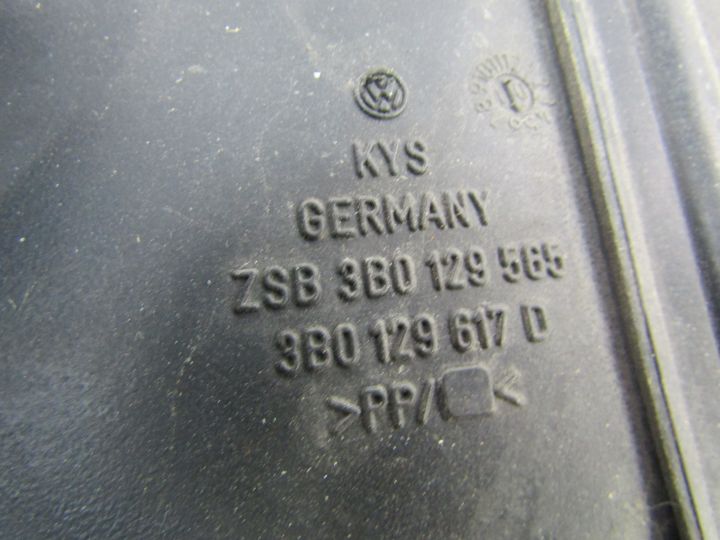 KYS
GERMANY
ZSB 3B0 129 565
3B0 129 617 D
>PP/ <